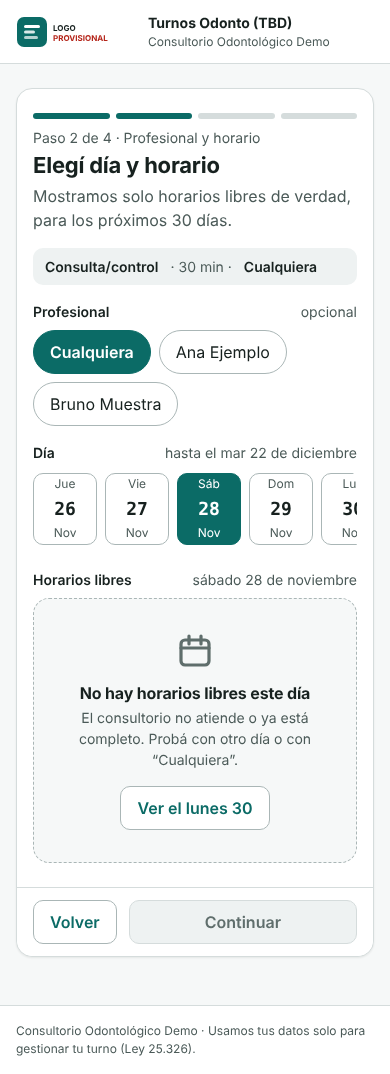 LOGO
PROVISIONAL
Turnos Odonto (TBD)
Consultorio Odontológico Demo
Paso 2 de 4 · Profesional y horario
Elegí día y horario
Mostramos solo horarios libres de verdad,
para los próximos 30 días.
Consulta/control · 30 min · Cualquiera
Profesional opcional
Cualquiera Ana Ejemplo
Bruno Muestra
Día hasta el mar 22 de diciembre
Jue Vie Sáb Dom Lu
26 27 28 29 30
Nov Nov Nov Nov No
Horarios libres sábado 28 de noviembre
No hay horarios libres este día
El consultorio no atiende o ya está
completo. Probá con otro día o con
“Cualquiera”.
Ver el lunes 30
Volver Continuar
Consultorio Odontológico Demo · Usamos tus datos solo para
gestionar tu turno (Ley 25.326).